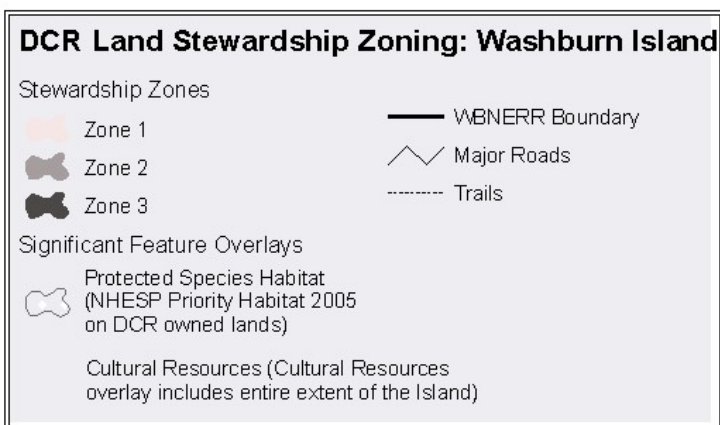 DCR Land Stewardship Zoning: Washburn Island
Stewardship Zones
Zone 1
Zone 2
Zone 3
WBNERR Boundary
Major Roads
Trails
Significant Feature Overlays
Protected Species Habitat
(NHESP Priority Habitat 2005
on DCR owned lands)
Cultural Resources (Cultural Resources
overlay includes entire extent of the Island)